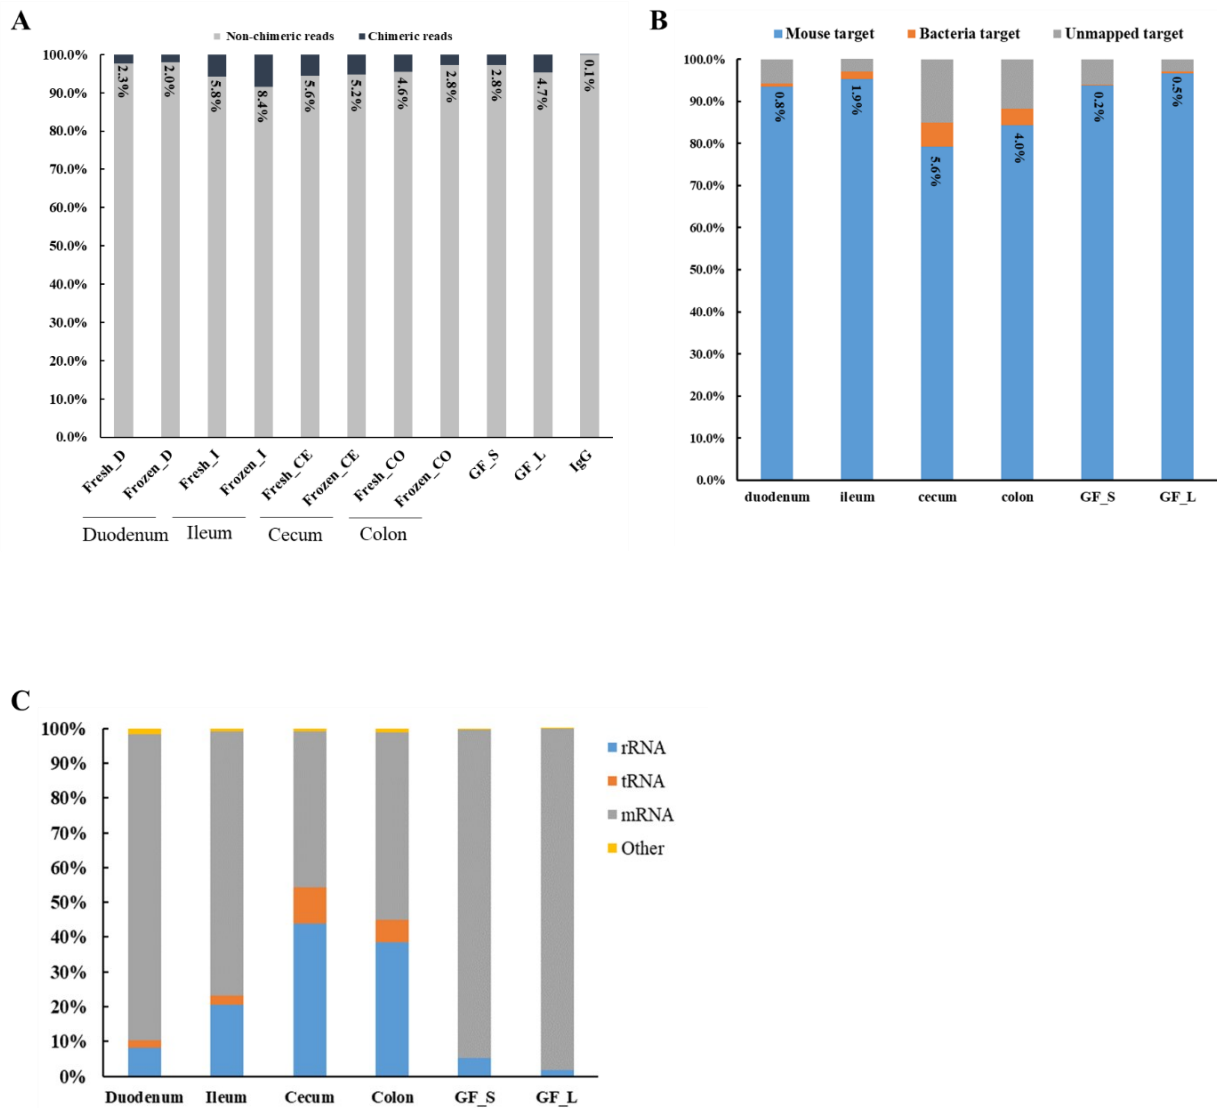 A
Non-chimeric reads Chimeric reads
100.0%
90.0%
80.0%
70.0%
60.0%
50.0%
40.0%
30.0%
20.0%
10.0%
0.0%
2.3% 2.0% 5.8% 8.4% 5.6% 5.2% 4.6% 2.8% 2.8% 4.7% 0.1%
Fresh_D Frozen_D Fresh_I Frozen_I Fresh_CE Frozen_CE Fresh_CO Frozen_CO GF_S GF_L IgG
Duodenum Ileum Cecum Colon
B
Mouse target Bacteria target Unmapped target
100.0%
90.0%
80.0%
70.0%
60.0%
50.0%
40.0%
30.0%
20.0%
10.0%
0.0%
0.8% 1.9% 5.6% 4.0% 0.2% 0.5%
duodenum ileum cecum colon GF_S GF_L
C
100%
90%
80%
70%
60%
50%
40%
30%
20%
10%
0%
rRNA
tRNA
mRNA
Other
Duodenum Ileum Cecum Colon GF_S GF_L